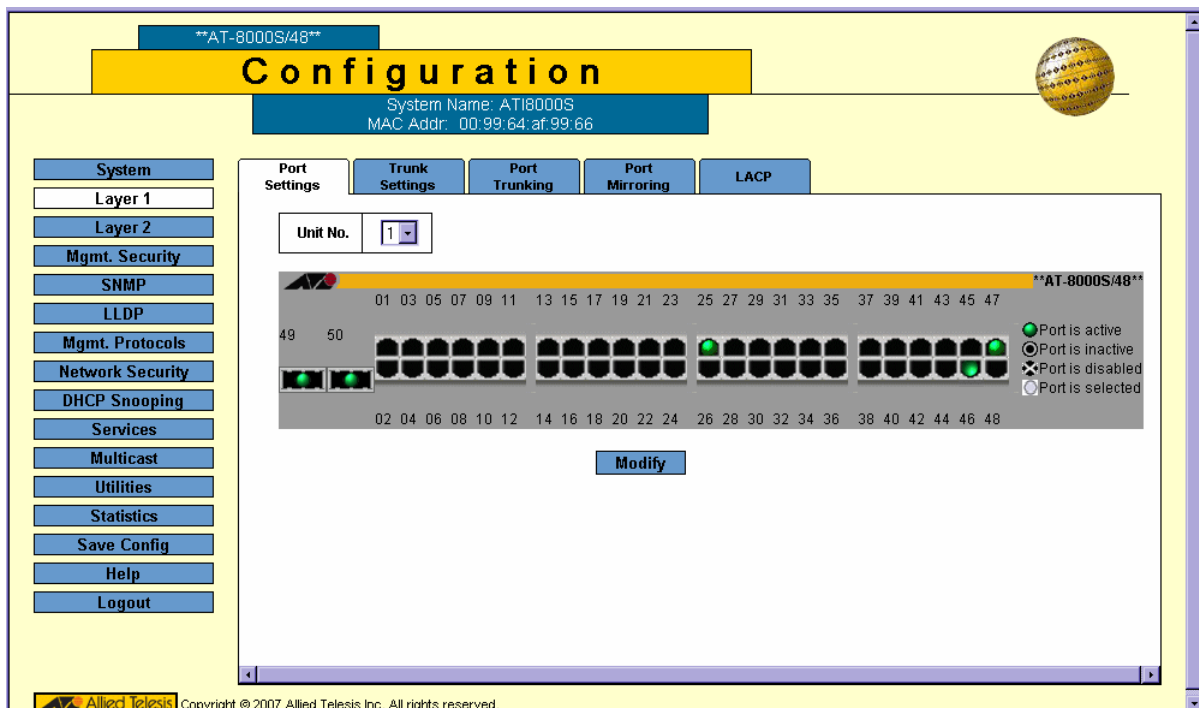 **AT-8000S/48**
Configuration
System Name: ATI8000S
MAC Addr: 00:99:64:af:99:66
System
Layer 1
Layer 2
Mgmt. Security
SNMP
LLDP
Mgmt. Protocols
Network Security
DHCP Snooping
Services
Multicast
Utilities
Statistics
Save Config
Help
Logout
Port Settings
Trunk Settings
Port Trunking
Port Mirroring
LACP
Unit No. 1
**AT-8000S/48**
01 03 05 07 09 11 13 15 17 19 21 23 25 27 29 31 33 35 37 39 41 43 45 47
49 50
Port is active
Port is inactive
Port is disabled
Port is selected
02 04 06 08 10 12 14 16 18 20 22 24 26 28 30 32 34 36 38 40 42 44 46 48
Modify
Allied Telesis Copyright © 2007 Allied Telesis Inc. All rights reserved.